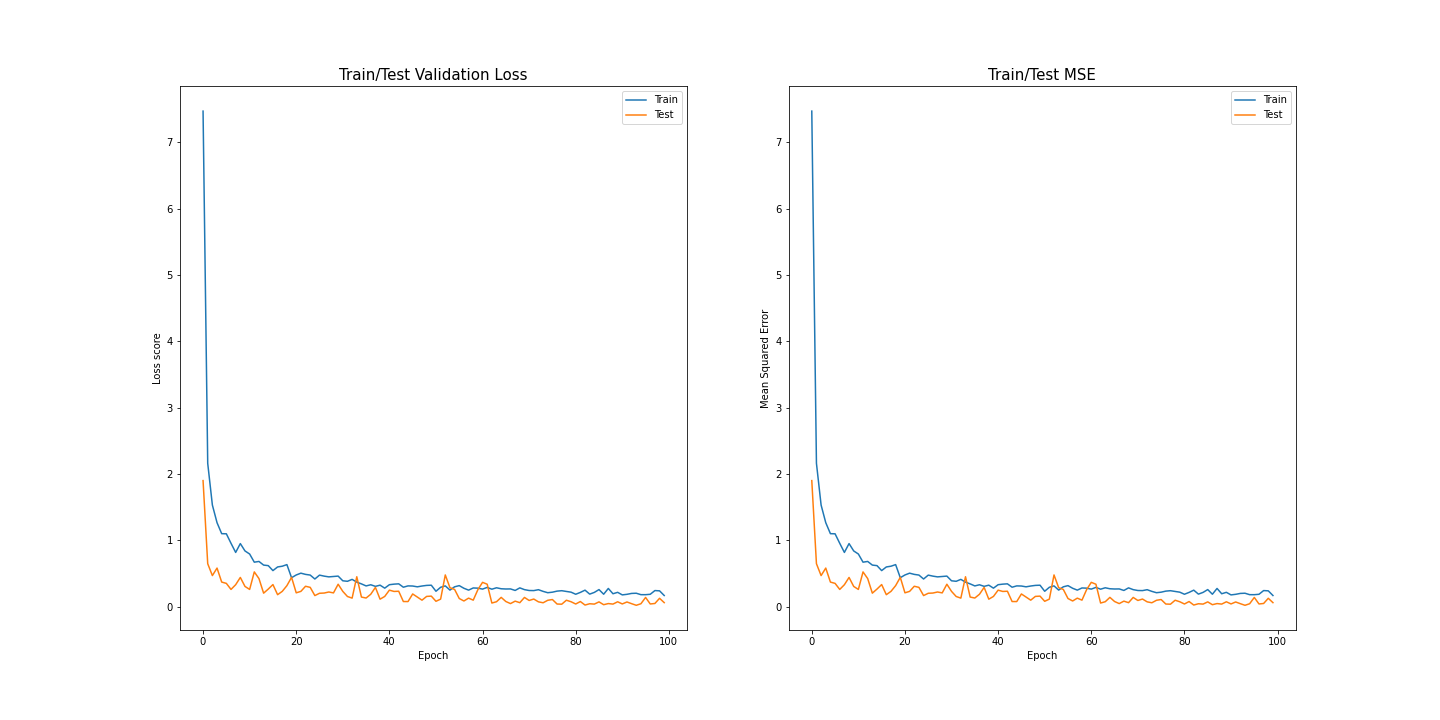 Train/Test Validation Loss
Train
Test
7
6
5
4
3
2
1
0
Loss score
0 20 40 60 80 100
Epoch
Train/Test MSE
Train
Test
7
6
5
4
3
2
1
0
Mean Squared Error
0 20 40 60 80 100
Epoch